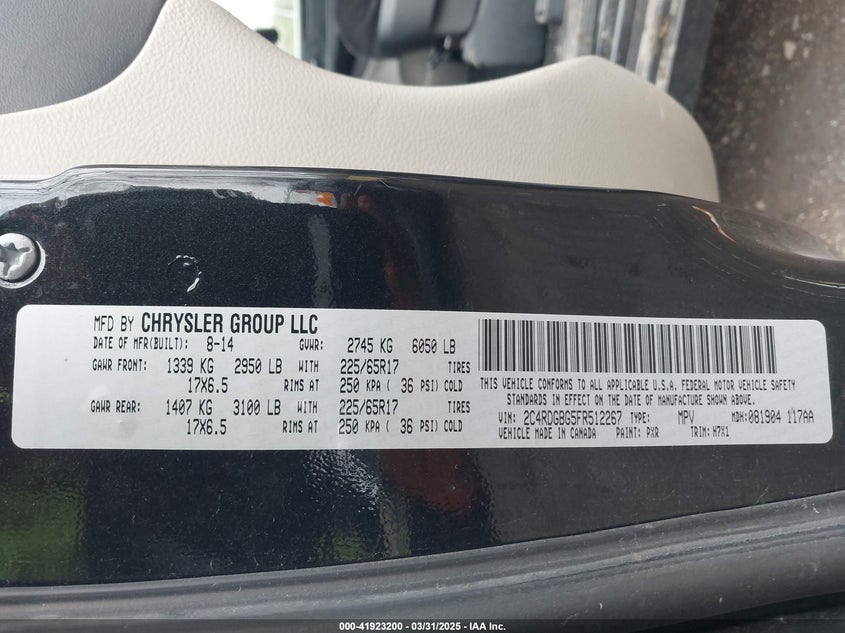 MFD BY CHRYSLER GROUP LLC
DATE OF MFR(BUILT): 8-14 GVWR: 2745 KG 6050 LB
GAWR FRONT: 1339 KG 2950 LB WITH 225/65R17 TIRES
17X6.5 RIMS AT 250 KPA ( 36 PSI) COLD
GAWR REAR: 1407 KG 3100 LB WITH 225/65R17 TIRES
17X6.5 RIMS AT 250 KPA ( 36 PSI) COLD
THIS VEHICLE CONFORMS TO ALL APPLICABLE U.S.A. FEDERAL MOTOR VEHICLE SAFETY
STANDARDS IN EFFECT ON THE DATE OF MANUFACTURE SHOWN ABOVE.
VIN: 2C4RDGBG5FR512267 TYPE: MPV MDH: 081904 117AA
VEHICLE MADE IN CANADA PAINT: PXR TRIM: H7X1
000-41923200 - 03/31/2025 - IAA Inc.